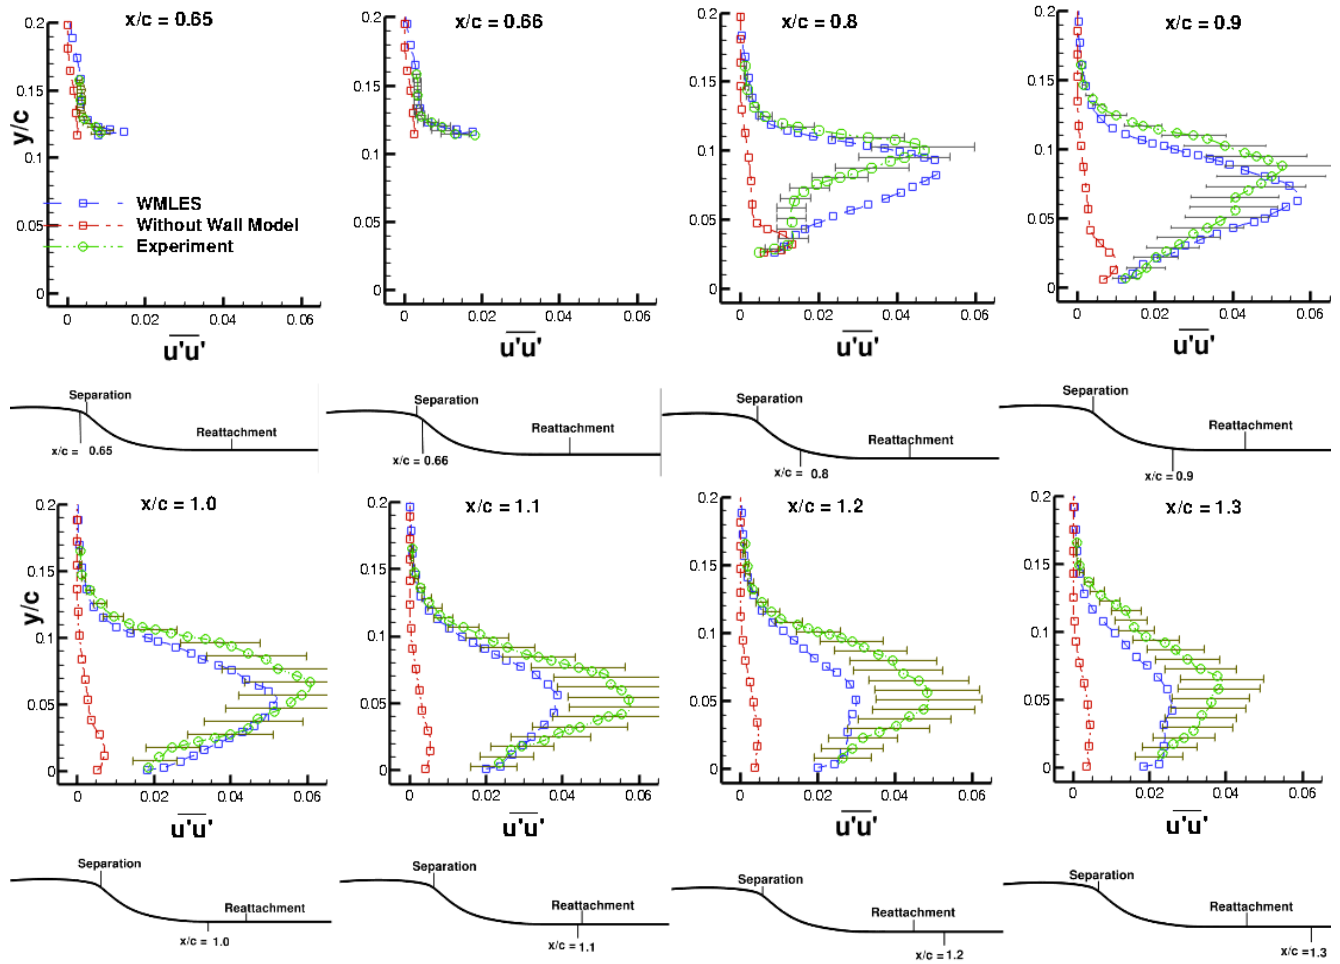 x/c = 0.65
x/c = 0.66
x/c = 0.8
x/c = 0.9
0.2
0.15
0.1
0.05
0
y/c
WMLES
Without Wall Model
Experiment
0 0.02 0.04 0.06
u'u'
0.2
0.15
0.1
0.05
0
0 0.02 0.04 0.06
u'u'
0.2
0.15
0.1
0.05
0
0 0.02 0.04 0.06
u'u'
0.2
0.15
0.1
0.05
0
0 0.02 0.04 0.06
u'u'
Separation
Reattachment
x/c = 0.65
Separation
Reattachment
x/c = 0.66
Separation
Reattachment
x/c = 0.8
Separation
Reattachment
x/c = 0.9
x/c = 1.0
x/c = 1.1
x/c = 1.2
x/c = 1.3
0.2
0.15
0.1
0.05
0
y/c
0 0.02 0.04 0.06
u'u'
0.2
0.15
0.1
0.05
0
0 0.02 0.04 0.06
u'u'
0.2
0.15
0.1
0.05
0
0 0.02 0.04 0.06
u'u'
0.2
0.15
0.1
0.05
0
0 0.02 0.04 0.06
u'u'
Separation
Reattachment
x/c = 1.0
Separation
Reattachment
x/c = 1.1
Separation
Reattachment
x/c = 1.2
Separation
Reattachment
x/c = 1.3